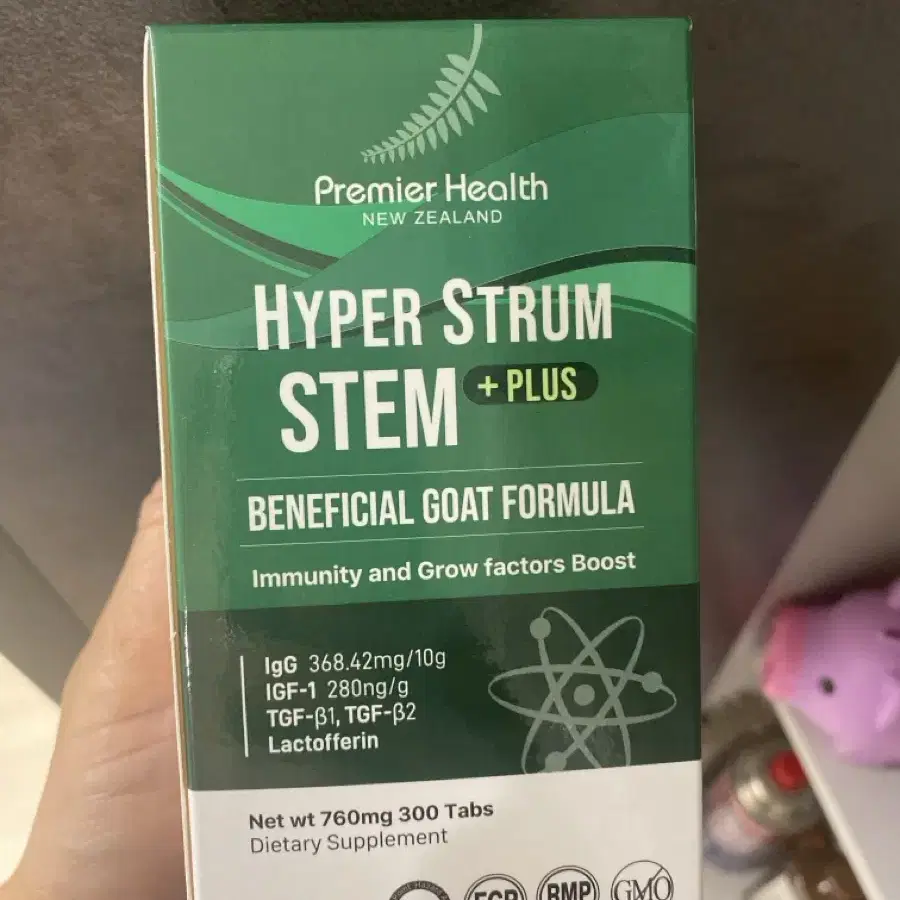 Premier Health
NEW ZEALAND
HYPER STRUM
STEM + PLUS
BENEFICIAL GOAT FORMULA
Immunity and Grow factors Boost
IgG 368.42mg/10g
IGF-1 280ng/g
TGF-β1, TGF-β2
Lactofferin
Net wt 760mg 300 Tabs
Dietary Supplement
BMP GMO